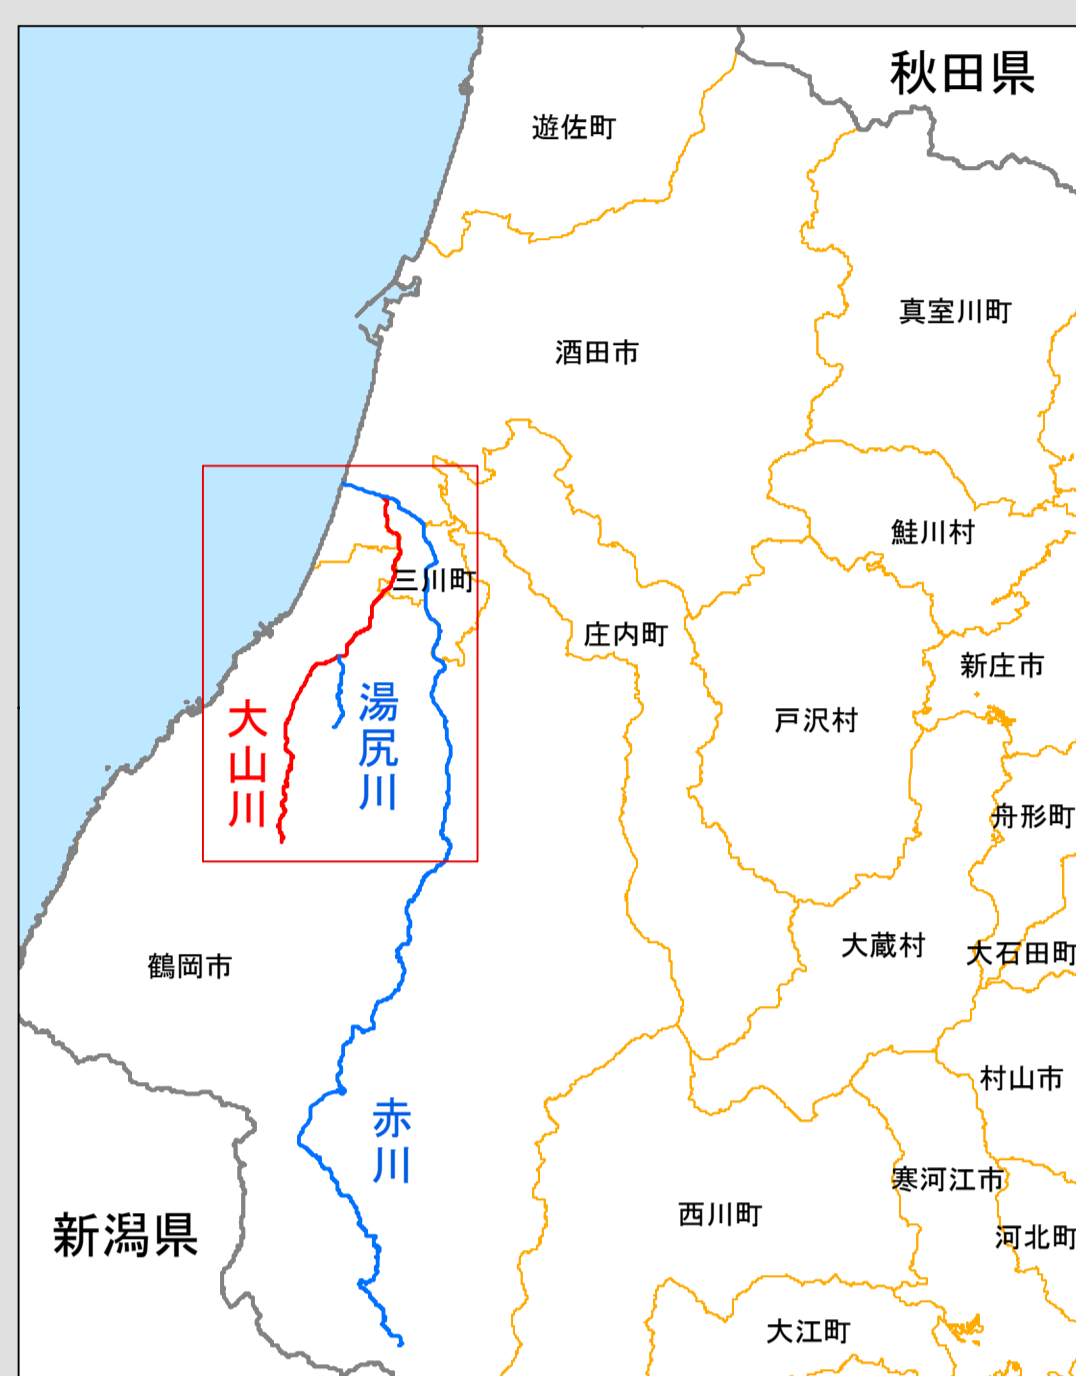 秋田県
遊佐町
真室川町
酒田市
鮭川村
三川町
庄内町
新庄市
戸沢村
湯尻川
大山川
舟形町
大蔵村
大石田町
鶴岡市
村山市
赤川
寒河江市
西川町
新潟県
河北町
大江町